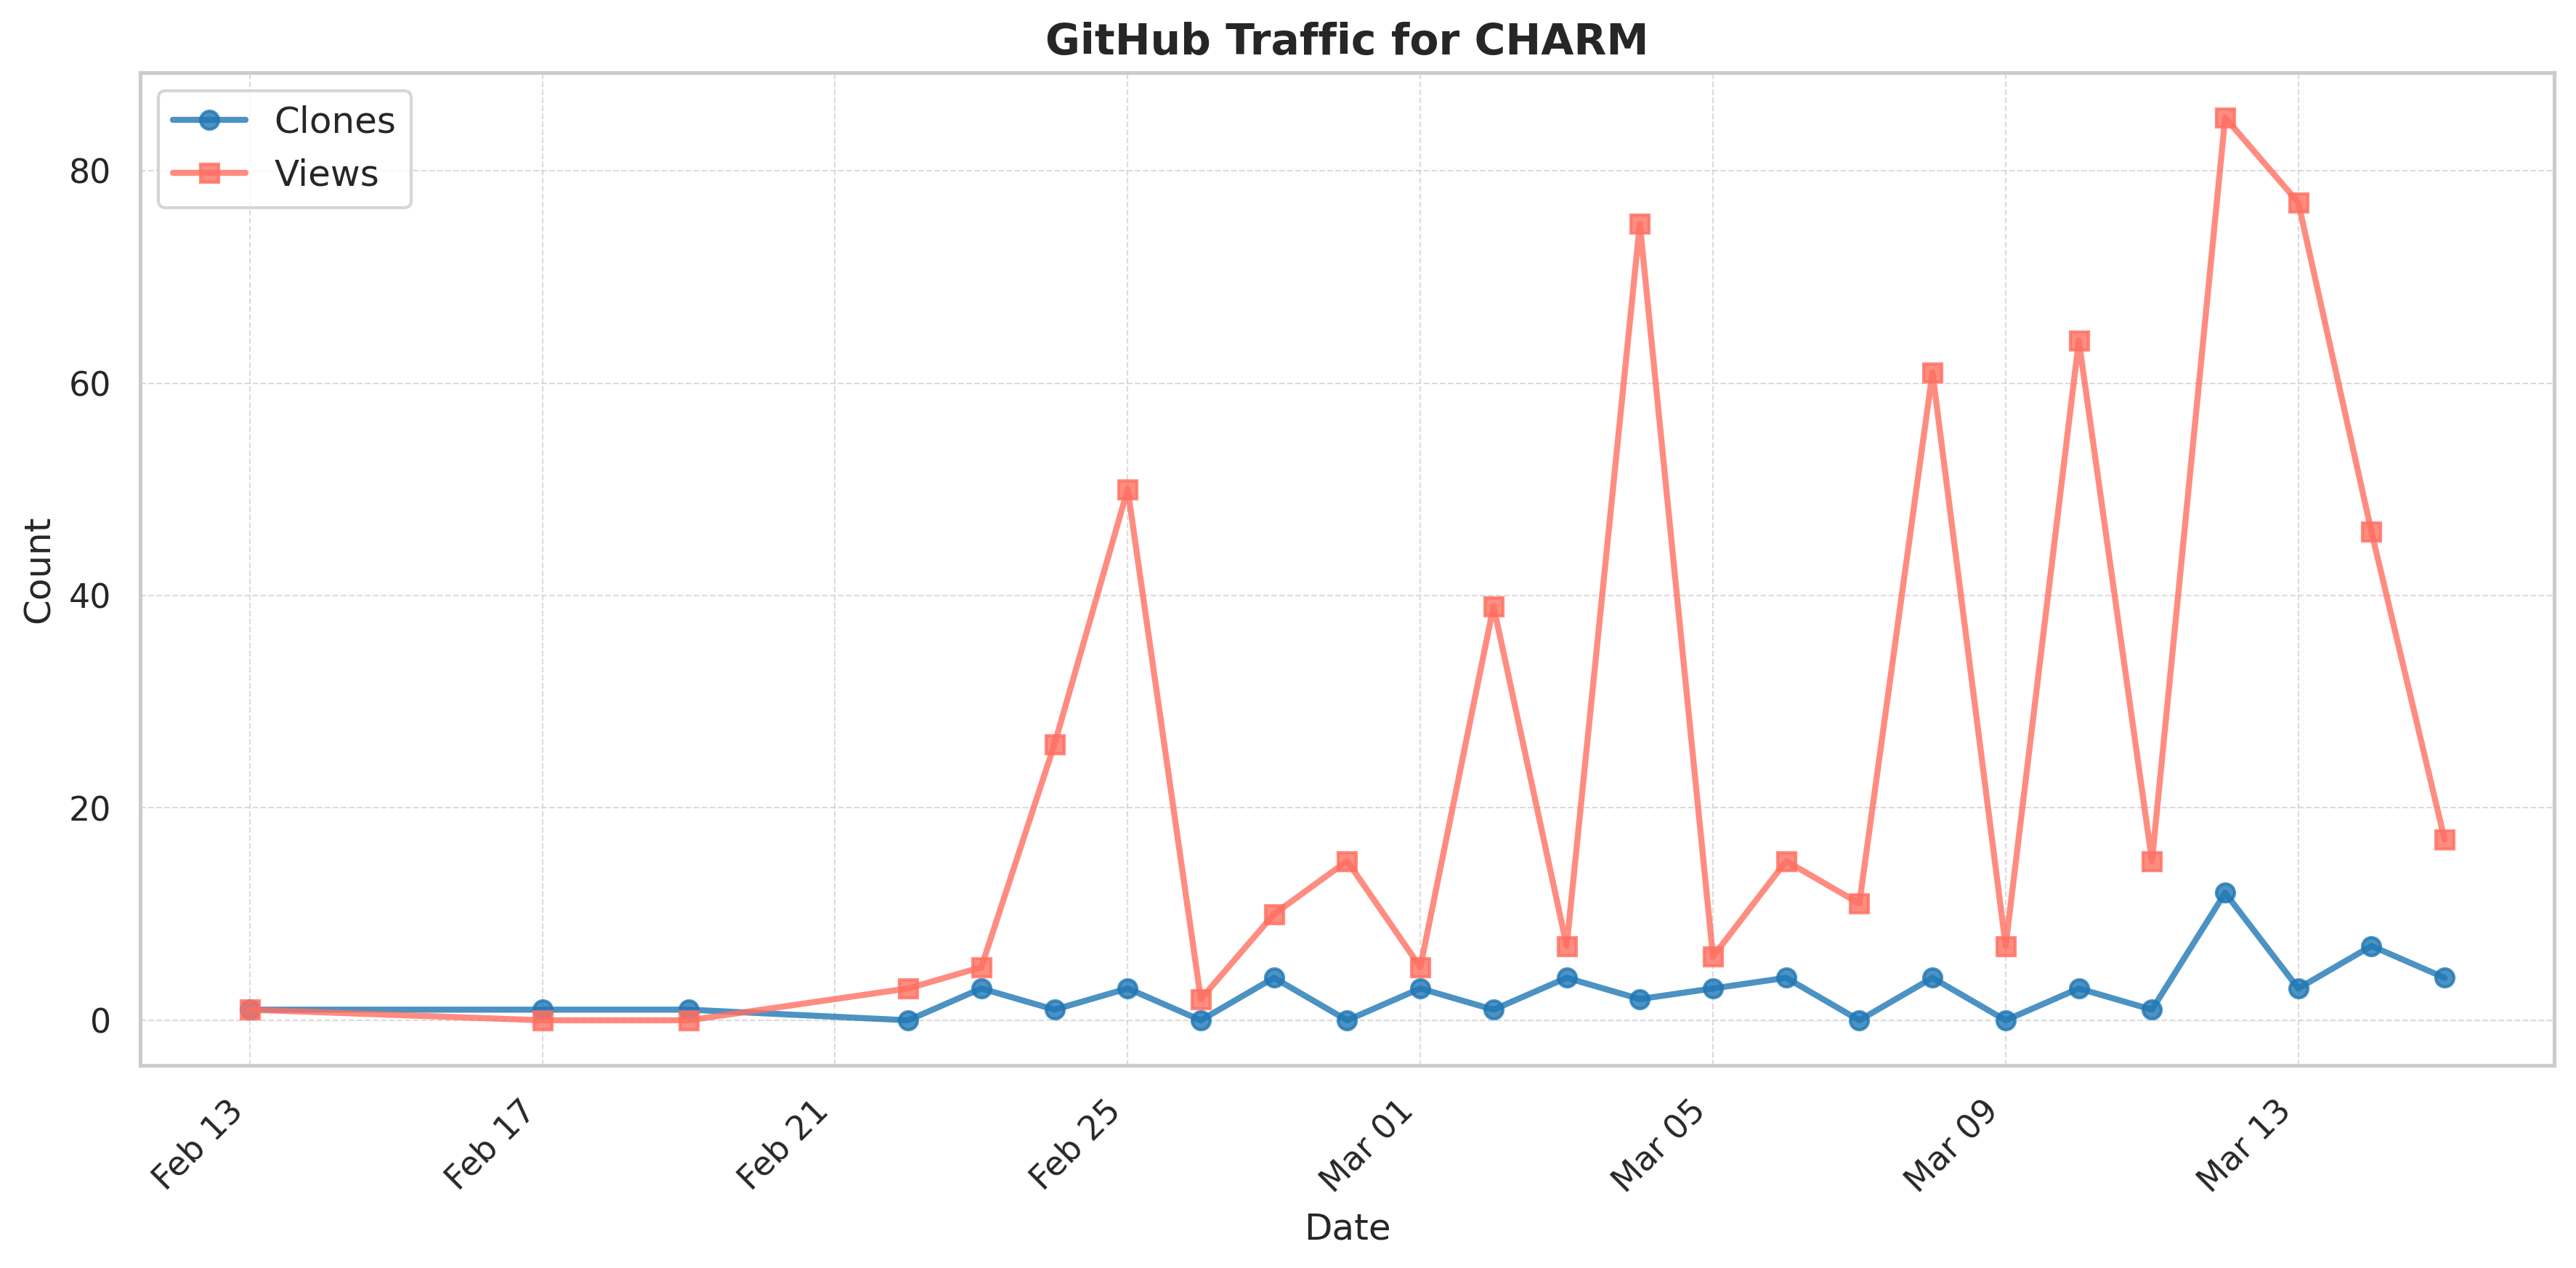 GitHub Traffic for CHARM
Clones
Views
80
60
40
20
0
Count
Feb 13
Feb 17
Feb 21
Feb 25
Mar 01
Mar 05
Mar 09
Mar 13
Date